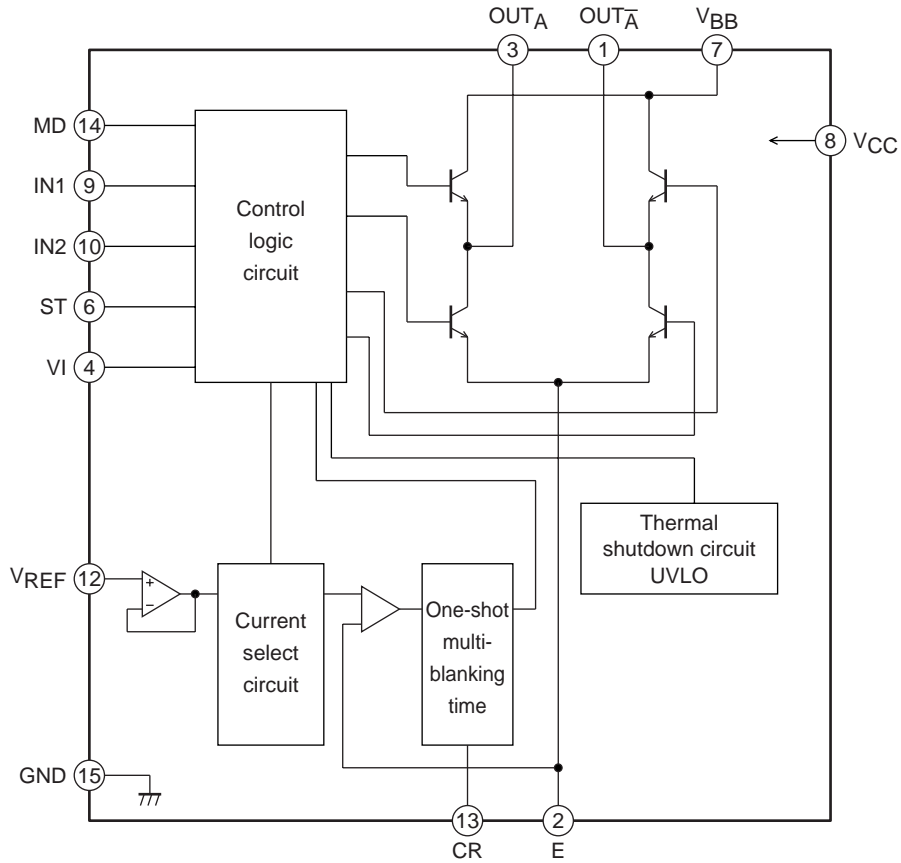 OUTA OUTA̅ VBB
3 1 7
MD 14
8 VCC
IN1 9
IN2 10
ST 6
VI 4
Control
logic
circuit
Thermal
shutdown circuit
UVLO
VREF 12
+
−
Current
select
circuit
One-shot
multi-
blanking
time
GND 15
13 2
CR E